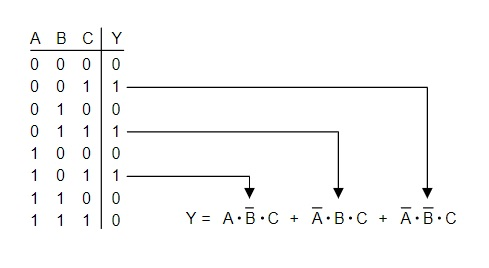 A B C Y
0 0 0 0
0 0 1 1
0 1 0 0
0 1 1 1
1 0 0 0
1 0 1 1
1 1 0 0
1 1 1 0
Y = A·B̅·C + A̅·B·C + A̅·B̅·C